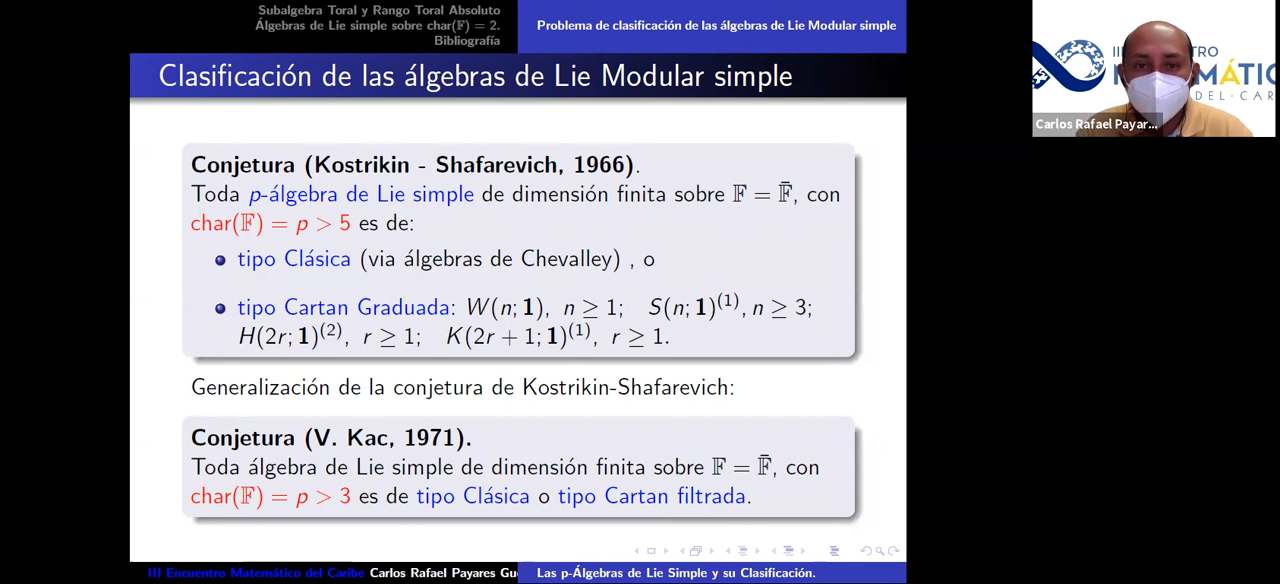 Subalgebra Toral y Rango Toral Absoluto
Álgebras de Lie simple sobre char(𝔽) = 2.
Bibliografía
Problema de clasificación de las álgebras de Lie Modular simple
Clasificación de las álgebras de Lie Modular simple
Conjetura (Kostrikin - Shafarevich, 1966).
Toda p-álgebra de Lie simple de dimensión finita sobre 𝔽 = 𝔽̄, con
char(𝔽) = p > 5 es de:
tipo Clásica (via álgebras de Chevalley) , o
tipo Cartan Graduada: W(n; 1), n ≥ 1; S(n; 1)⁽¹⁾, n ≥ 3;
H(2r; 1)⁽²⁾, r ≥ 1; K(2r + 1; 1)⁽¹⁾, r ≥ 1.
Generalización de la conjetura de Kostrikin-Shafarevich:
Conjetura (V. Kac, 1971).
Toda álgebra de Lie simple de dimensión finita sobre 𝔽 = 𝔽̄, con
char(𝔽) = p > 3 es de tipo Clásica o tipo Cartan filtrada.
III Encuentro Matemático del Caribe Carlos Rafael Payares Gu
Las p-Álgebras de Lie Simple y su Clasificación.
DEL·CAR
Carlos Rafael Payar...